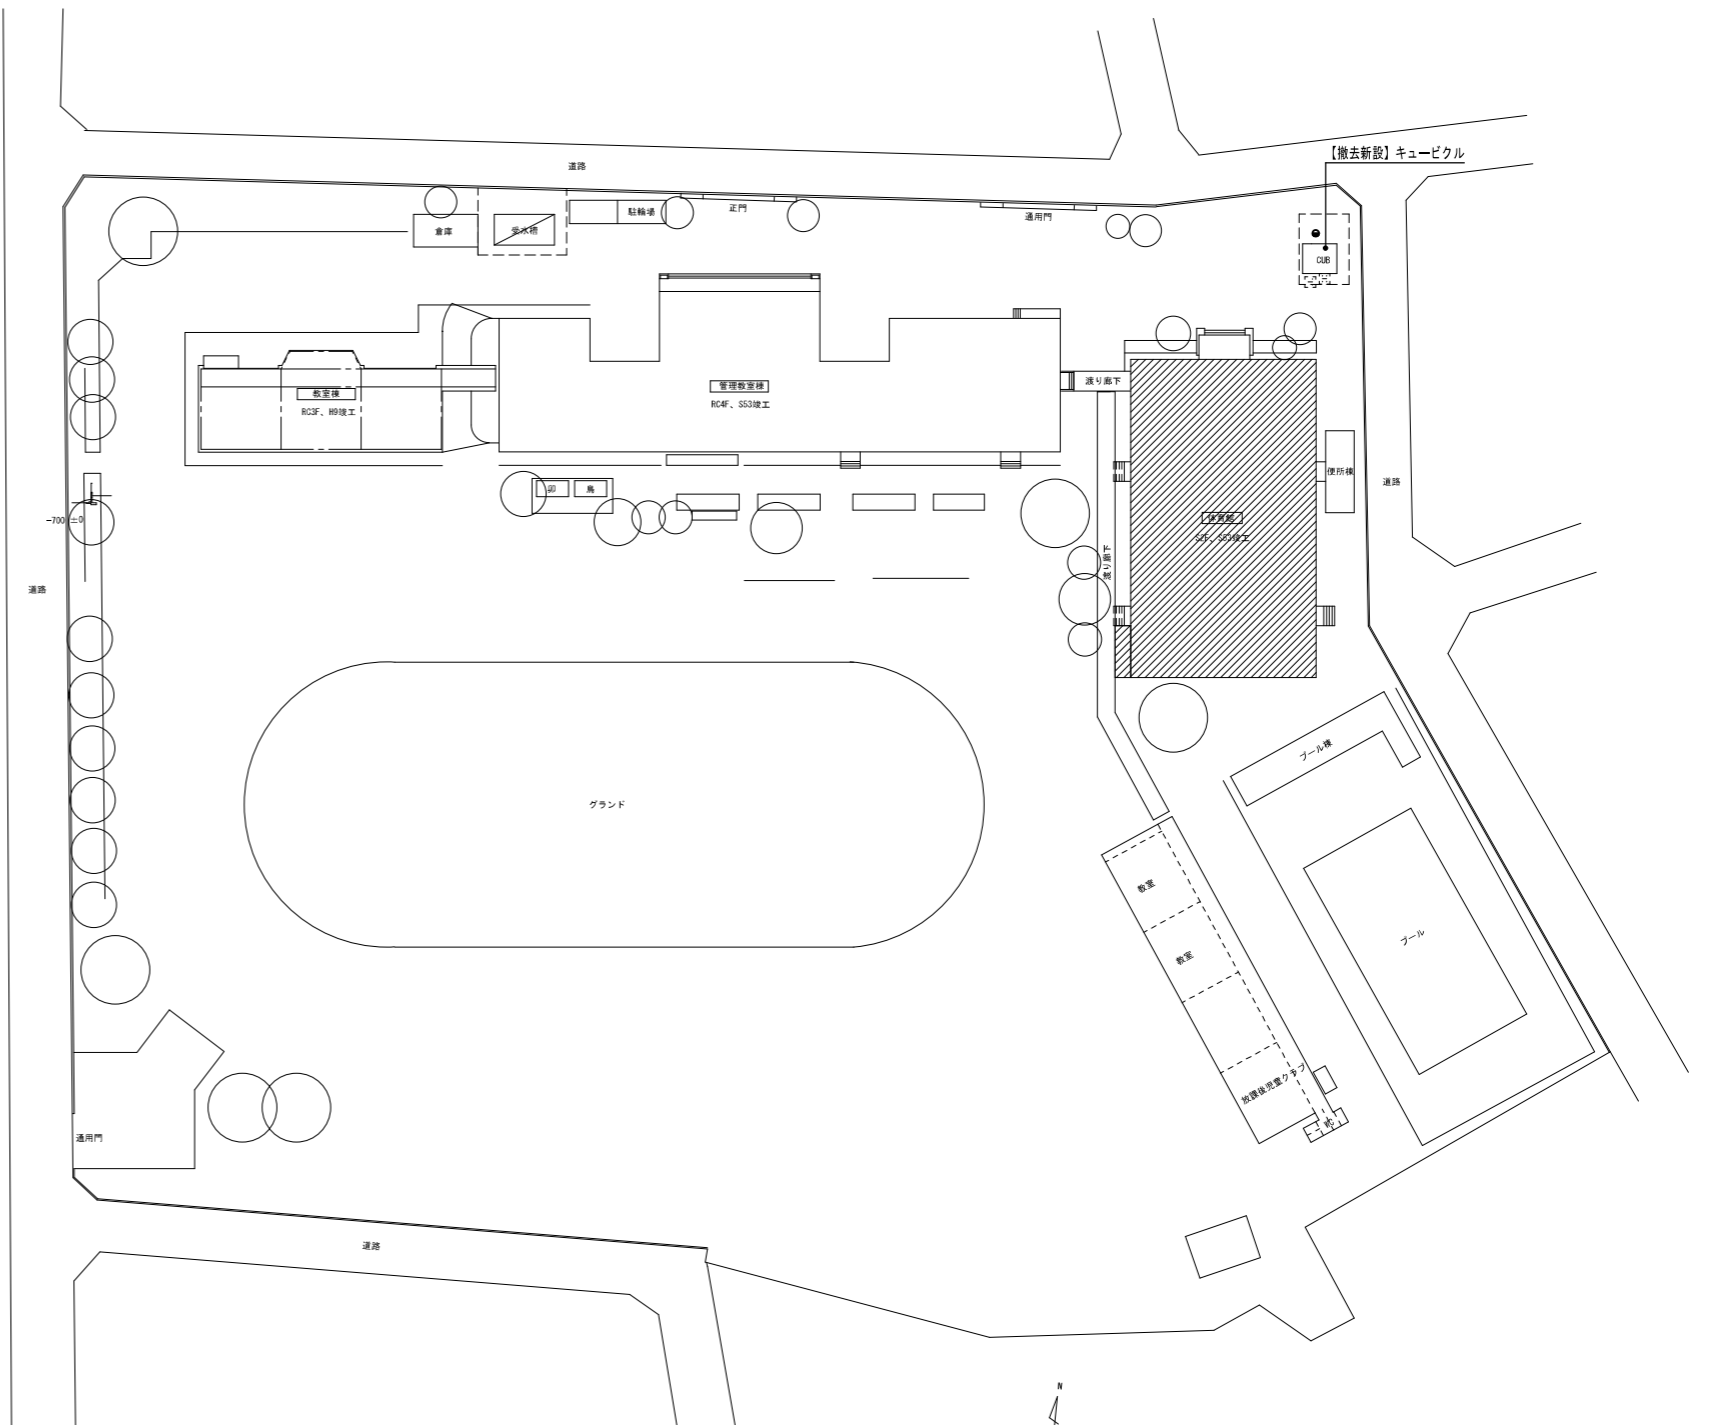 【撤去新設】キュービクル
道路
正門
駐輪場
倉庫
受水槽
通用門
CUB
渡り廊下
管理教室棟
RC4F、S53竣工
教室棟
RC3F、H9竣工
便所棟
道路
卯
鳥
体育館
S2F、S53竣工
-700
±0
渡り廊下
道路
プール棟
グランド
教室
プール
教室
放課後児童クラブ
WC
通用門
道路
N